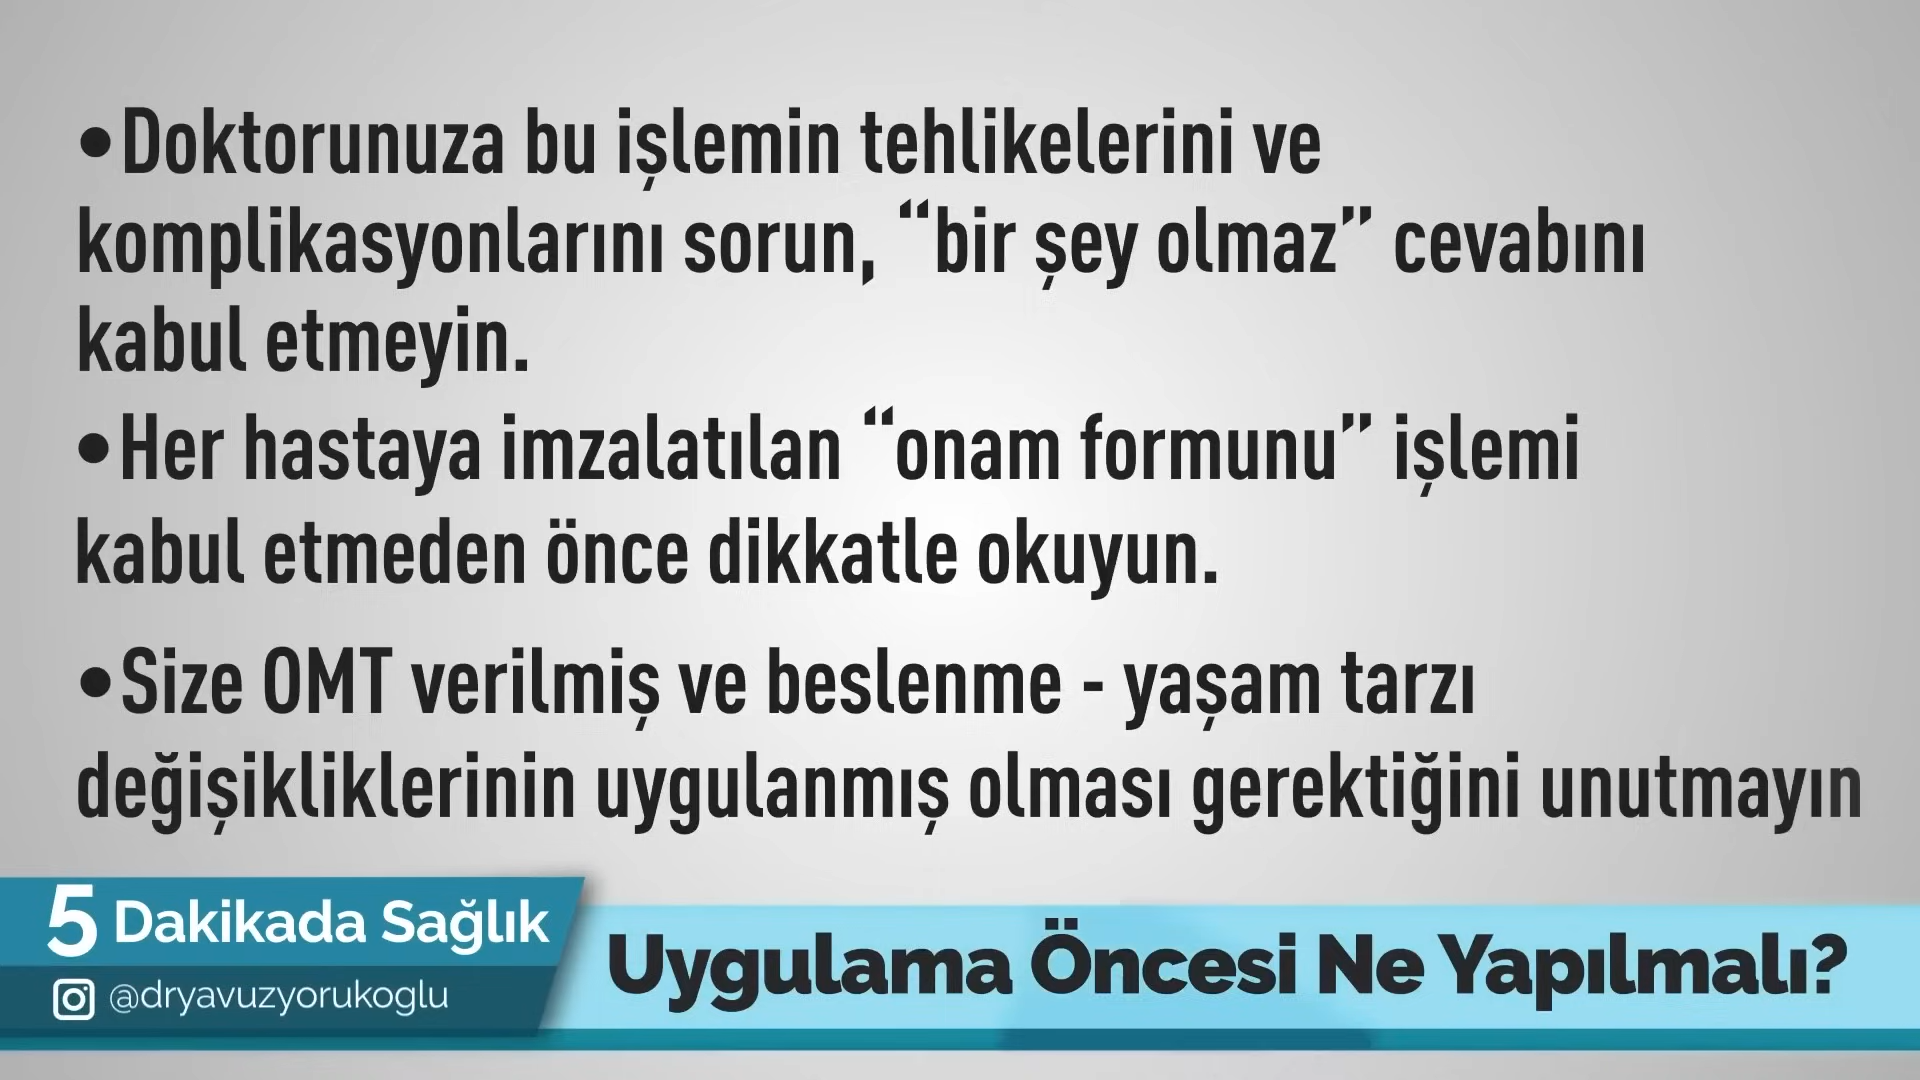 •Doktorunuza bu işlemin tehlikelerini ve
komplikasyonlarını sorun, “bir şey olmaz” cevabını
kabul etmeyin.
•Her hastaya imzalatılan “onam formunu” işlemi
kabul etmeden önce dikkatle okuyun.
•Size OMT verilmiş ve beslenme - yaşam tarzı
değişikliklerinin uygulanmış olması gerektiğini unutmayın
5 Dakikada Sağlık
@dryavuzyorukoglu
Uygulama Öncesi Ne Yapılmalı?